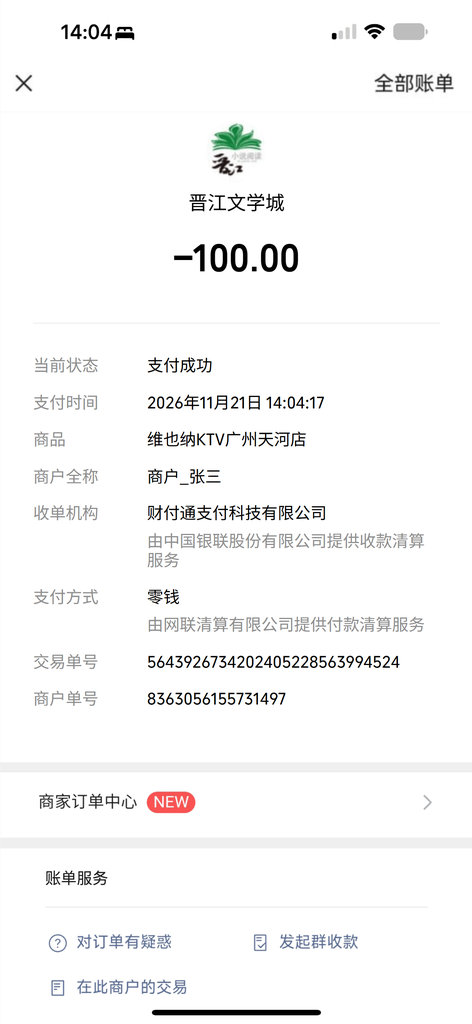 14:04
全部账单
小说阅读
晋江
晋江文学城
-100.00
当前状态 支付成功
支付时间 2026年11月21日 14:04:17
商品 维也纳KTV广州天河店
商户全称 商户_张三
收单机构 财付通支付科技有限公司
由中国银联股份有限公司提供收款清算
服务
支付方式 零钱
由网联清算有限公司提供付款清算服务
交易单号 5643926734202405228563994524
商户单号 8363056155731497
商家订单中心 NEW
账单服务
对订单有疑惑 发起群收款
在此商户的交易